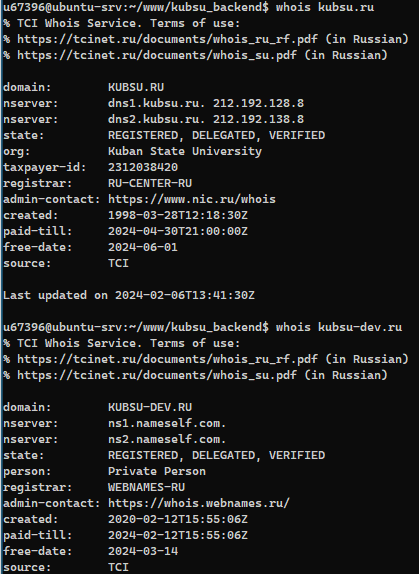 u67396@ubuntu-srv:~/www/kubsu_backend$ whois kubsu.ru
% TCI Whois Service. Terms of use:
% https://tcinet.ru/documents/whois_ru_rf.pdf (in Russian)
% https://tcinet.ru/documents/whois_su.pdf (in Russian)

domain:        KUBSU.RU
nserver:       dns1.kubsu.ru. 212.192.128.8
nserver:       dns2.kubsu.ru. 212.192.138.8
state:         REGISTERED, DELEGATED, VERIFIED
org:           Kuban State University
taxpayer-id:   2312038420
registrar:     RU-CENTER-RU
admin-contact: https://www.nic.ru/whois
created:       1998-03-28T12:18:30Z
paid-till:     2024-04-30T21:00:00Z
free-date:     2024-06-01
source:        TCI

Last updated on 2024-02-06T13:41:30Z

u67396@ubuntu-srv:~/www/kubsu_backend$ whois kubsu-dev.ru
% TCI Whois Service. Terms of use:
% https://tcinet.ru/documents/whois_ru_rf.pdf (in Russian)
% https://tcinet.ru/documents/whois_su.pdf (in Russian)

domain:        KUBSU-DEV.RU
nserver:       ns1.nameself.com.
nserver:       ns2.nameself.com.
state:         REGISTERED, DELEGATED, VERIFIED
person:        Private Person
registrar:     WEBNAMES-RU
admin-contact: https://whois.webnames.ru/
created:       2020-02-12T15:55:06Z
paid-till:     2024-02-12T15:55:06Z
free-date:     2024-03-14
source:        TCI